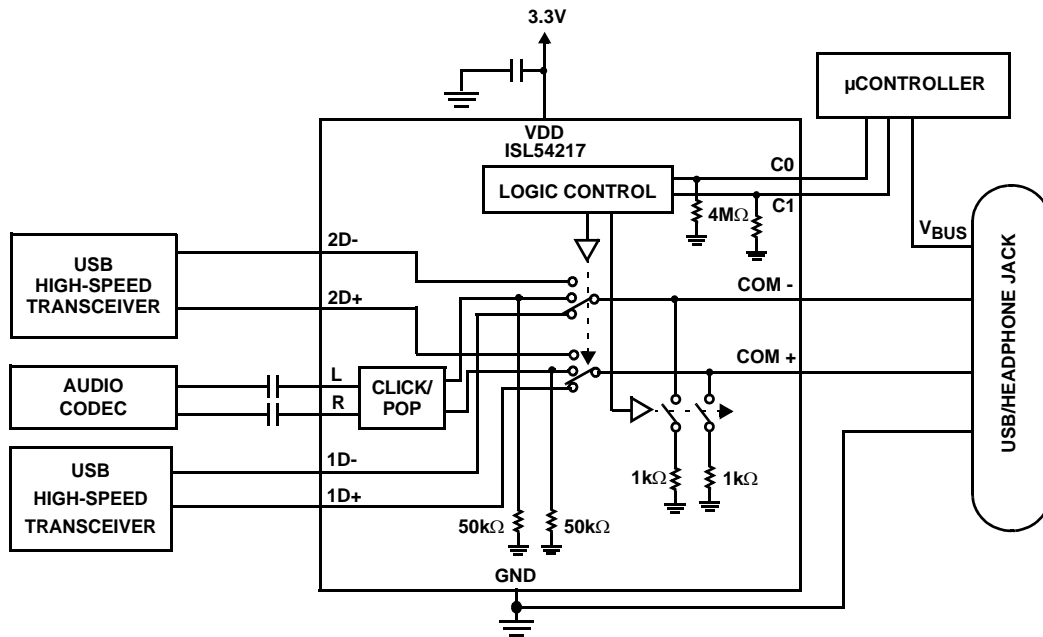 3.3V
µCONTROLLER
VDD
ISL54217
LOGIC CONTROL
C0
C1
4MΩ
VBUS
USB
HIGH-SPEED
TRANSCEIVER
2D-
2D+
COM -
COM +
USB/HEADPHONE JACK
AUDIO
CODEC
L
R
CLICK/
POP
USB
HIGH-SPEED
TRANSCEIVER
1D-
1D+
50kΩ
50kΩ
1kΩ
1kΩ
GND